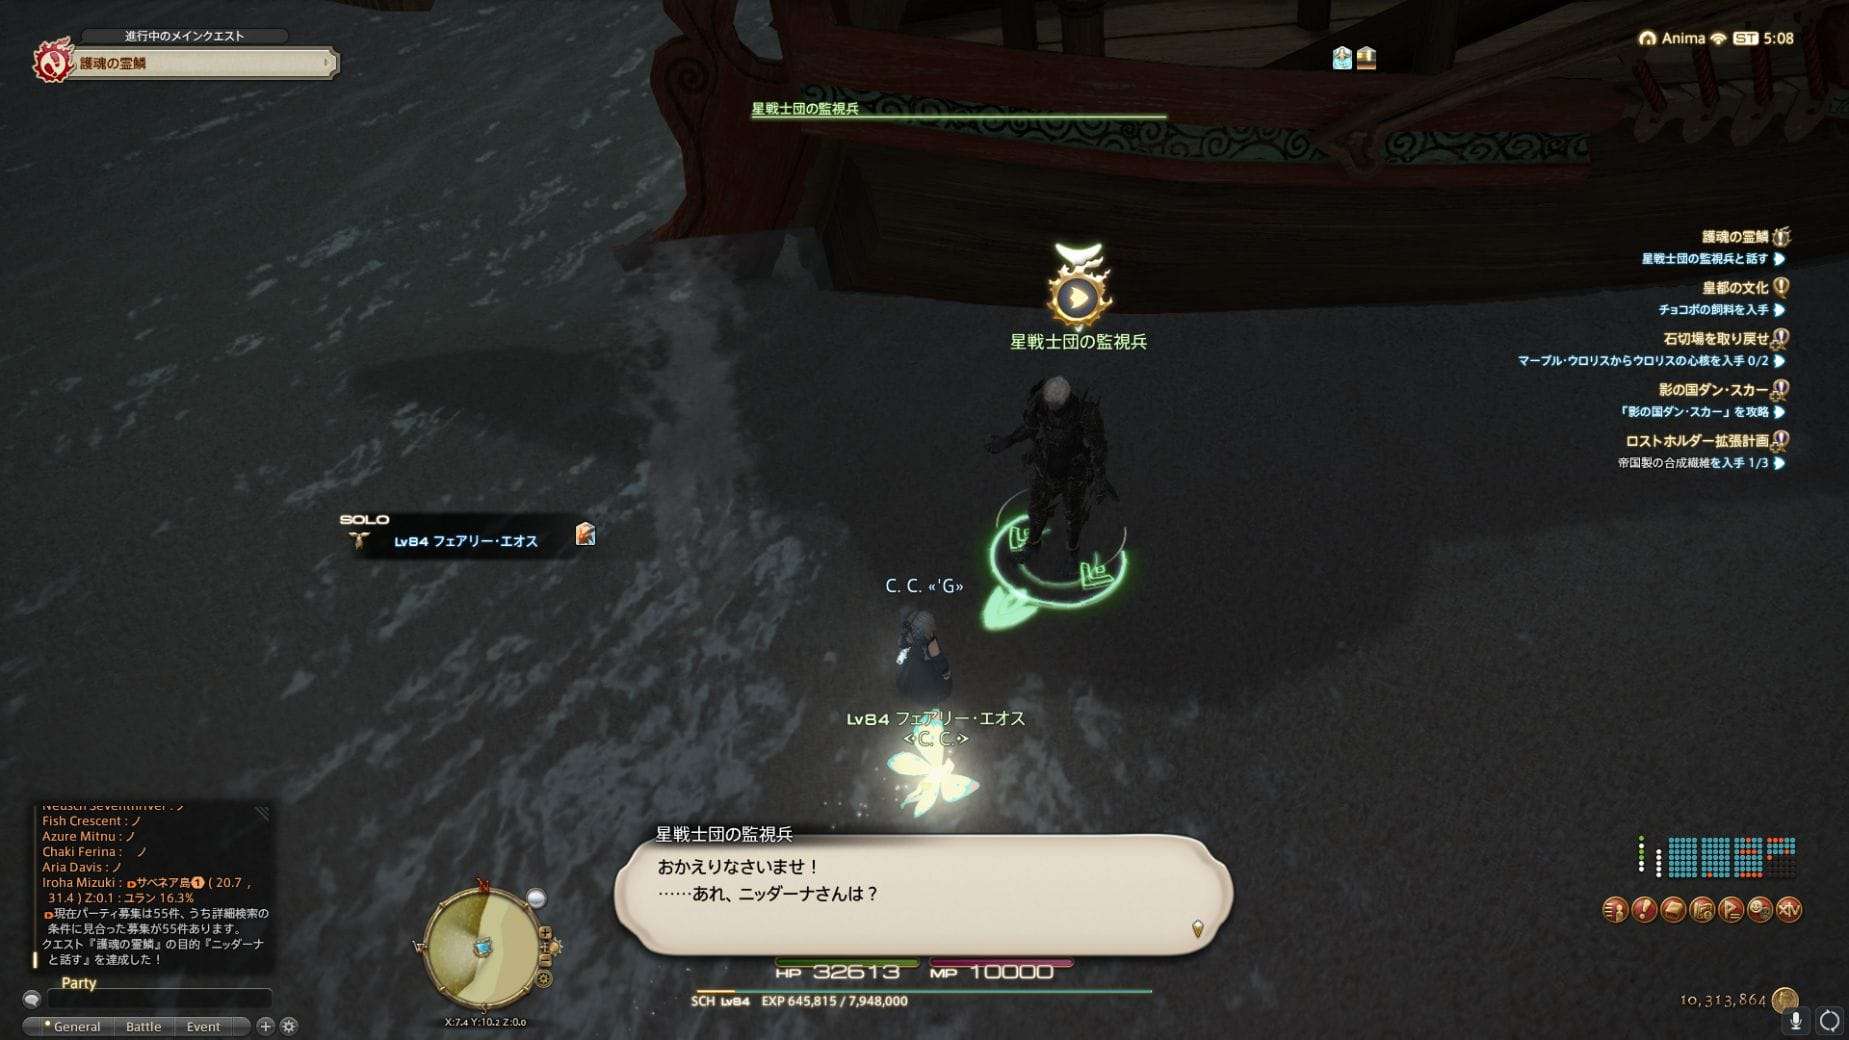 進行中のメインクエスト
護魂の霊鱗
Anima ST 5:08
星戦士団の監視兵
護魂の霊鱗
星戦士団の監視兵と話す
皇都の文化
チョコボの飼料を入手
石切場を取り戻せ
マーブル・ウロリスからウロリスの心核を入手 0/2
影の国ダン・スカー
「影の国ダン・スカー」を攻略
ロストホルダー拡張計画
帝国製の合成繊維を入手 1/3
星戦士団の監視兵
SOLO
Lv84 フェアリー・エオス
C. C. «'G»
Lv84 フェアリー・エオス
«C. C.»
星戦士団の監視兵
おかえりなさいませ！
……あれ、ニッダーナさんは？
HP 32613 MP 10000
SCH Lv84 EXP 645,815 / 7,948,000
Fish Crescent : ノ
Azure Mitnu : ノ
Chaki Ferina : ノ
Aria Davis : ノ
Iroha Mizuki : サベネア島1 ( 20.7 ,
31.4 ) Z:0.1 : ユラン 16.3%
現在パーティ募集は55件、うち詳細検索の
条件に見合った募集が55件あります。
クエスト『護魂の霊鱗』の目的『ニッダーナ
と話す』を達成した！
Party
General Battle Event
N
W
X:7.4 Y:10.2 Z:0.0
XIV
10,313,864